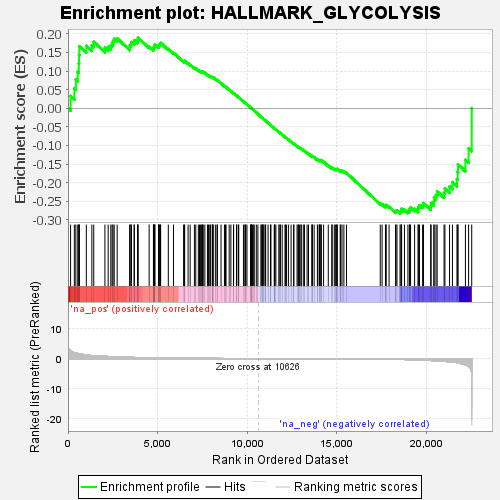 Enrichment plot: HALLMARK_GLYCOLYSIS
Enrichment score (ES)
0.20
0.15
0.10
0.05
0.00
-0.05
-0.10
-0.15
-0.20
-0.25
-0.30
'na_pos' (positively correlated)
Ranked list metric (PreRanked)
10
0
-10
-20
Zero cross at 10626
'na_neg' (negatively correlated)
0
5,000
10,000
15,000
20,000
Rank in Ordered Dataset
Enrichment profile
Hits
Ranking metric scores